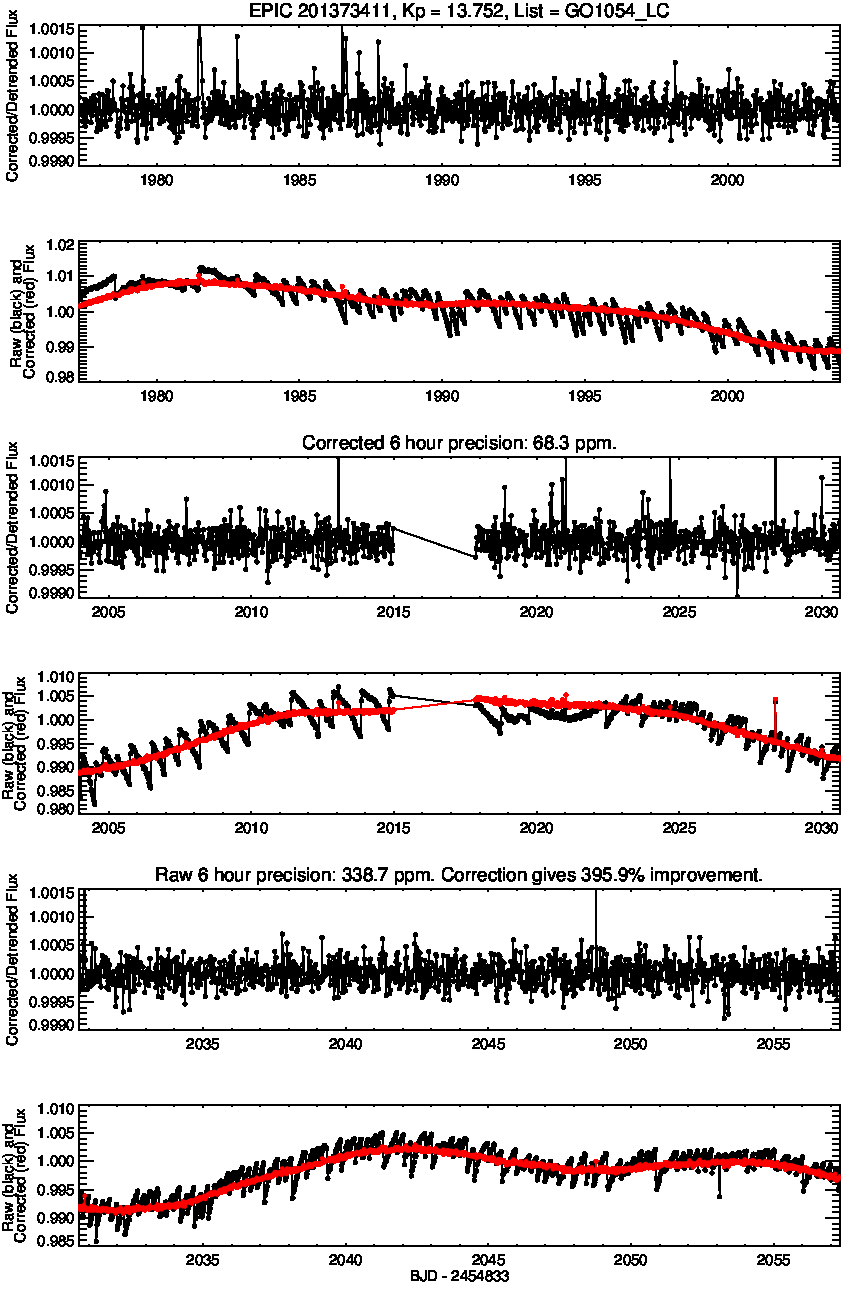 EPIC 201373411, Kp = 13.752, List = GO1054_LC
Corrected/Detrended Flux
1.0015
1.0010
1.0005
1.0000
0.9995
0.9990
1980 1985 1990 1995 2000
Raw (black) and
Corrected (red) Flux
1.02
1.01
1.00
0.99
0.98
1980 1985 1990 1995 2000
Corrected 6 hour precision: 68.3 ppm.
Corrected/Detrended Flux
1.0015
1.0010
1.0005
1.0000
0.9995
0.9990
2005 2010 2015 2020 2025 2030
Raw (black) and
Corrected (red) Flux
1.010
1.005
1.000
0.995
0.990
0.985
0.980
2005 2010 2015 2020 2025 2030
Raw 6 hour precision: 338.7 ppm. Correction gives 395.9% improvement.
Corrected/Detrended Flux
1.0015
1.0010
1.0005
1.0000
0.9995
0.9990
2035 2040 2045 2050 2055
Raw (black) and
Corrected (red) Flux
1.010
1.005
1.000
0.995
0.990
0.985
2035 2040 2045 2050 2055
BJD - 2454833